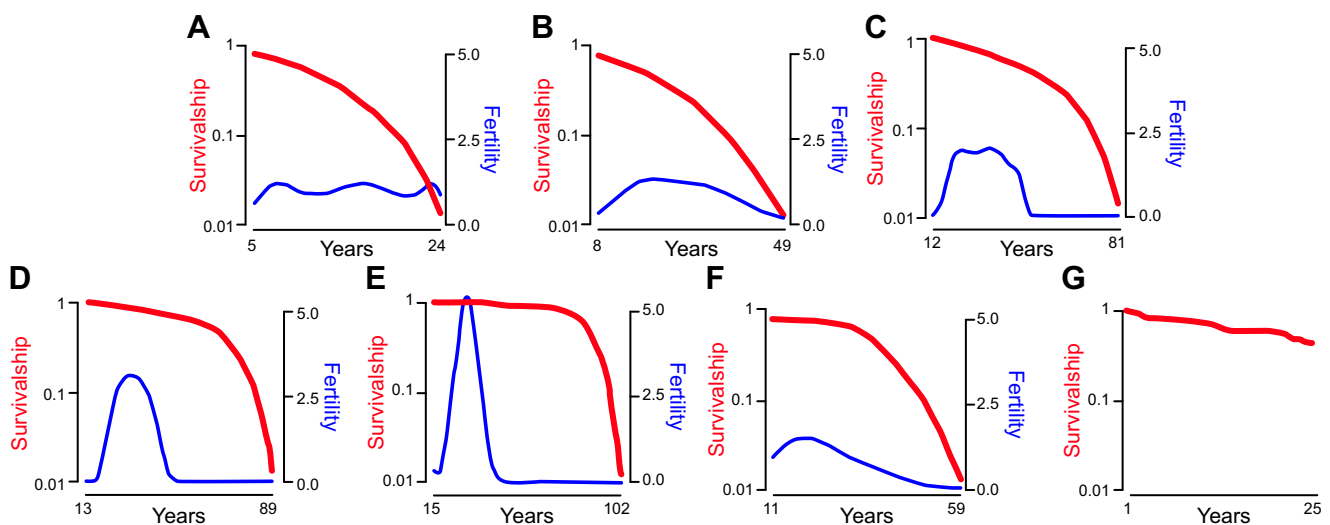 A
1
0.1
0.01
Survivalship
5.0
2.5
0.0
Fertility
5
Years
24
B
1
0.1
0.01
Survivalship
5.0
2.5
0.0
Fertility
8
Years
49
C
1
0.1
0.01
Survivalship
5.0
2.5
0.0
Fertility
12
Years
81
D
1
0.1
0.01
Survivalship
5.0
2.5
0.0
Fertility
13
Years
89
E
1
0.1
0.01
Survivalship
5.0
2.5
0.0
Fertility
15
Years
102
F
1
0.1
0.01
Survivalship
5.0
2.5
0.0
Fertility
11
Years
59
G
1
0.1
0.01
Survivalship
1
Years
25